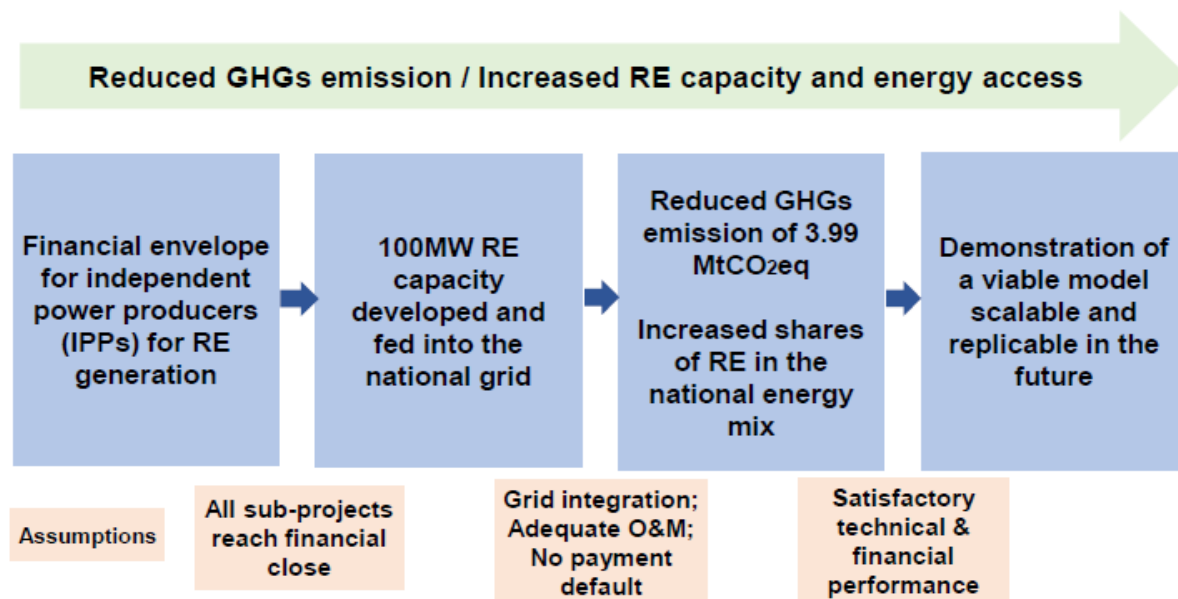 Reduced GHGs emission / Increased RE capacity and energy access
Financial envelope
for independent
power producers
(IPPs) for RE
generation
100MW RE
capacity
developed and
fed into the
national grid
Reduced GHGs
emission of 3.99
MtCO₂eq
Increased shares
of RE in the
national energy
mix
Demonstration of
a viable model
scalable and
replicable in the
future
Assumptions
All sub-projects
reach financial
close
Grid integration;
Adequate O&M;
No payment
default
Satisfactory
technical &
financial
performance